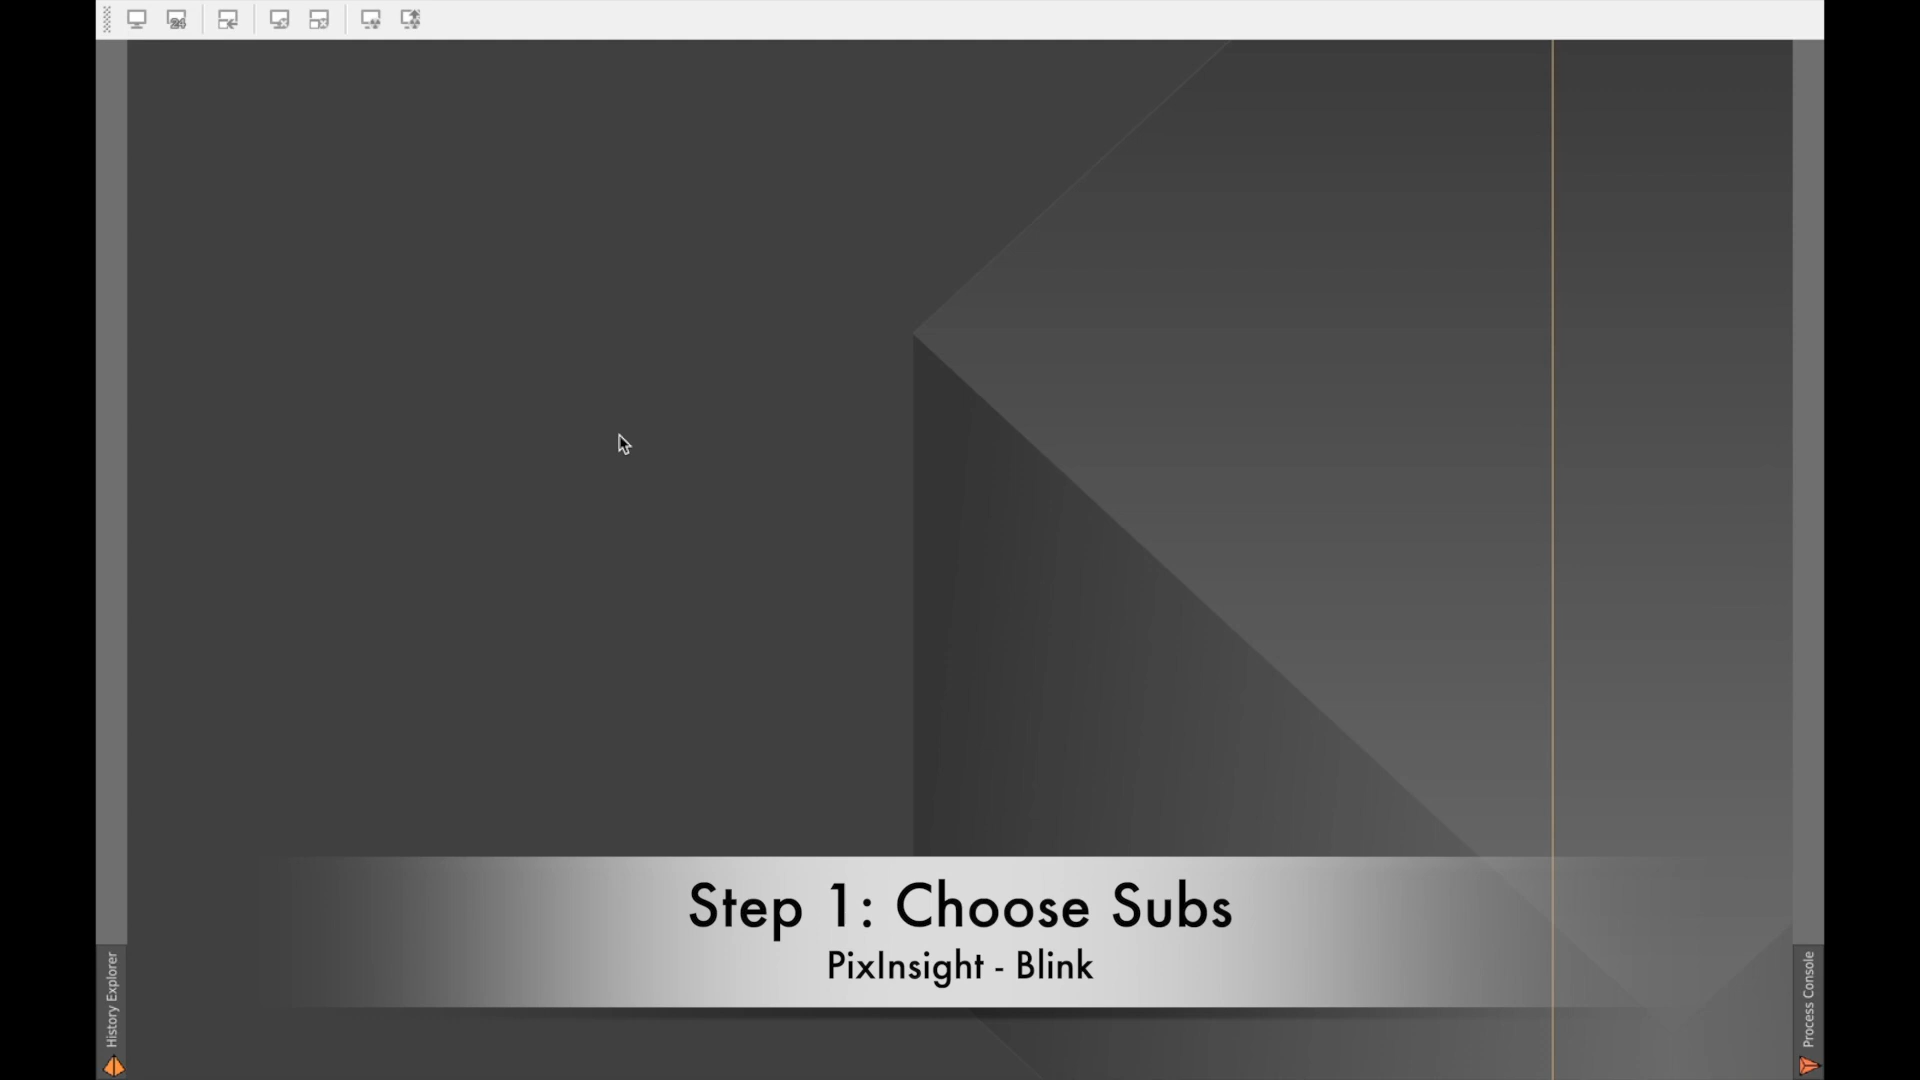 Step 1: Choose Subs
PixInsight - Blink
History Explorer
Process Console